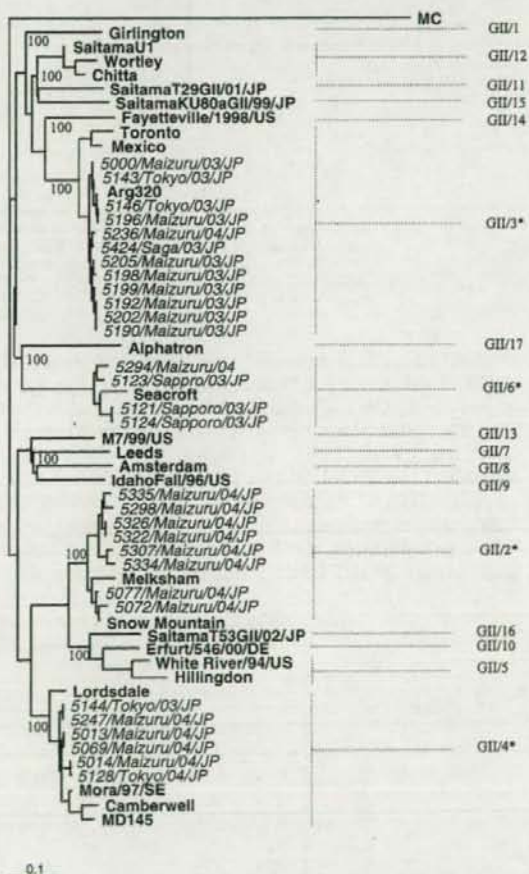 MC
Girlington GII/1
100
SaitamaU1
Wortley GII/12
100
Chitta
SaitamaT29GII/01/JP GII/11
SaitamaKU80aGII/99/JP GII/15
Fayetteville/1998/US GII/14
100
Toronto
Mexico
5000/Maizuru/03/JP
5143/Tokyo/03/JP
100
Arg320
5146/Tokyo/03/JP
5196/Maizuru/03/JP GII/3*
5236/Maizuru/04/JP
5424/Saga/03/JP
5205/Maizuru/03/JP
5198/Maizuru/03/JP
5199/Maizuru/03/JP
5192/Maizuru/03/JP
5202/Maizuru/03/JP
5190/Maizuru/03/JP
Alphatron GII/17
100
5294/Maizuru/04
5123/Sappro/03/JP GII/6*
Seacroft
5121/Sapporo/03/JP
5124/Sapporo/03/JP
M7/99/US GII/13
Leeds GII/7
100
Amsterdam GII/8
IdahoFall/96/US GII/9
5335/Maizuru/04/JP
5298/Maizuru/04/JP
5326/Maizuru/04/JP
5322/Maizuru/04/JP
100
5307/Maizuru/04/JP GII/2*
5334/Maizuru/04/JP
Melksham
5077/Maizuru/04/JP
5072/Maizuru/04/JP
Snow Mountain
SaitamaT53GII/02/JP GII/16
100
Erfurt/546/00/DE GII/10
White River/94/US GII/5
Hillingdon
Lordsdale
5144/Tokyo/03/JP
5247/Maizuru/04/JP
100
5013/Maizuru/04/JP
5069/Maizuru/04/JP GII/4*
5014/Maizuru/04/JP
5128/Tokyo/04/JP
Mora/97/SE
Camberwell
MD145
0.1